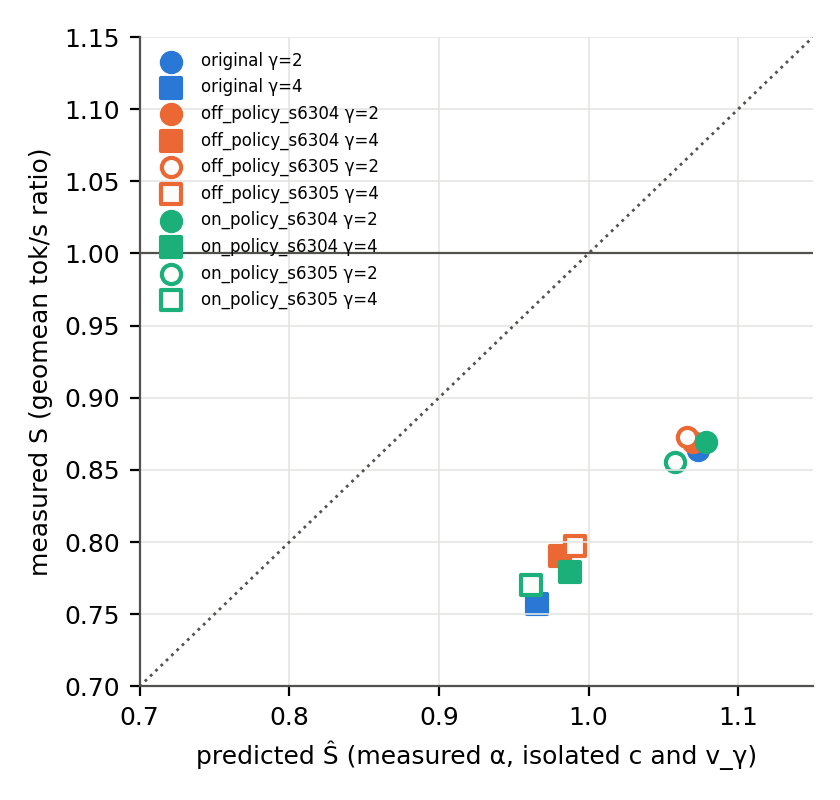 1.15
1.10
1.05
1.00
0.95
0.90
0.85
0.80
0.75
0.70
measured S (geomean tok/s ratio)
original γ=2
original γ=4
off_policy_s6304 γ=2
off_policy_s6304 γ=4
off_policy_s6305 γ=2
off_policy_s6305 γ=4
on_policy_s6304 γ=2
on_policy_s6304 γ=4
on_policy_s6305 γ=2
on_policy_s6305 γ=4
0.7 0.8 0.9 1.0 1.1
predicted Ŝ (measured α, isolated c and v_γ)